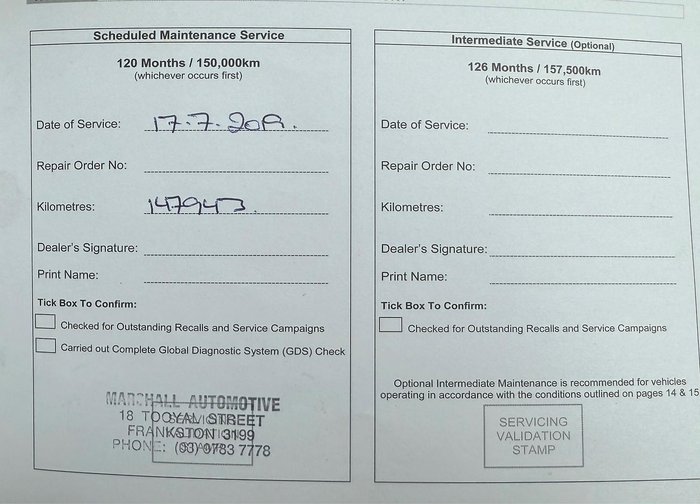 Scheduled Maintenance Service
120 Months / 150,000km
(whichever occurs first)
Date of Service: 17.7.2019.
Repair Order No:
Kilometres: 147943.
Dealer's Signature:
Print Name:
Tick Box To Confirm:
Checked for Outstanding Recalls and Service Campaigns
Carried out Complete Global Diagnostic System (GDS) Check
MARSHALL AUTOMOTIVE
18 TOOYAL STREET
FRANKSTON 3199
PHONE: (03) 9783 7778
Intermediate Service (Optional)
126 Months / 157,500km
(whichever occurs first)
Date of Service:
Repair Order No:
Kilometres:
Dealer's Signature:
Print Name:
Tick Box To Confirm:
Checked for Outstanding Recalls and Service Campaigns
Optional Intermediate Maintenance is recommended for vehicles
operating in accordance with the conditions outlined on pages 14 & 15
SERVICING
VALIDATION
STAMP